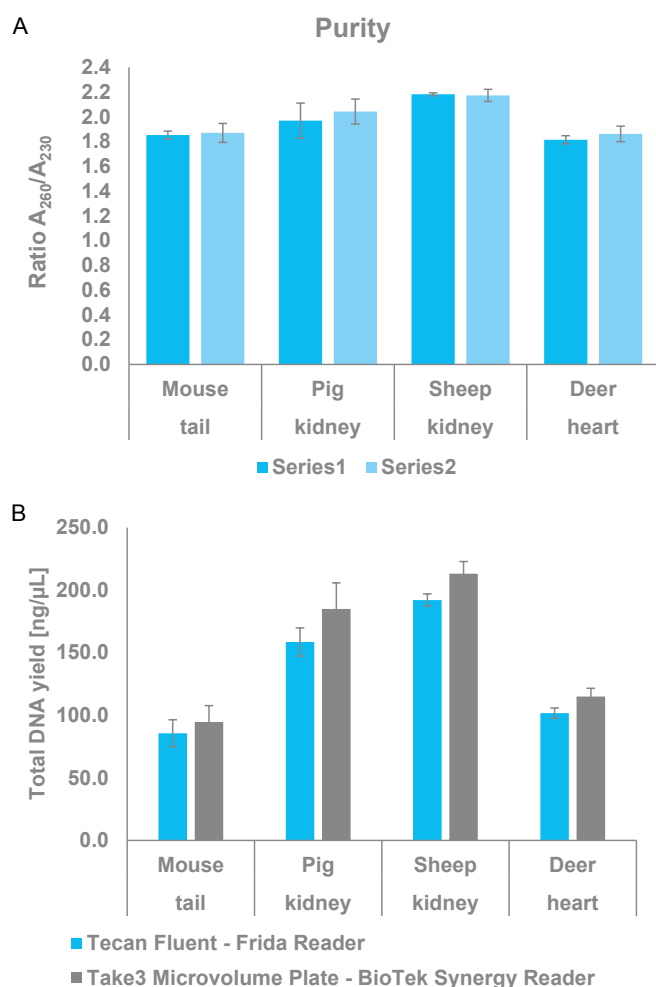 A
Purity
Ratio A260/A230
2.4
2.2
2.0
1.8
1.6
1.4
1.2
1.0
0.8
0.6
0.4
0.2
0.0
Mouse Pig Sheep Deer
tail kidney kidney heart
Series1 Series2
B
Total DNA yield [ng/µL]
250.0
200.0
150.0
100.0
50.0
0.0
Mouse Pig Sheep Deer
tail kidney kidney heart
Tecan Fluent - Frida Reader
Take3 Microvolume Plate - BioTek Synergy Reader